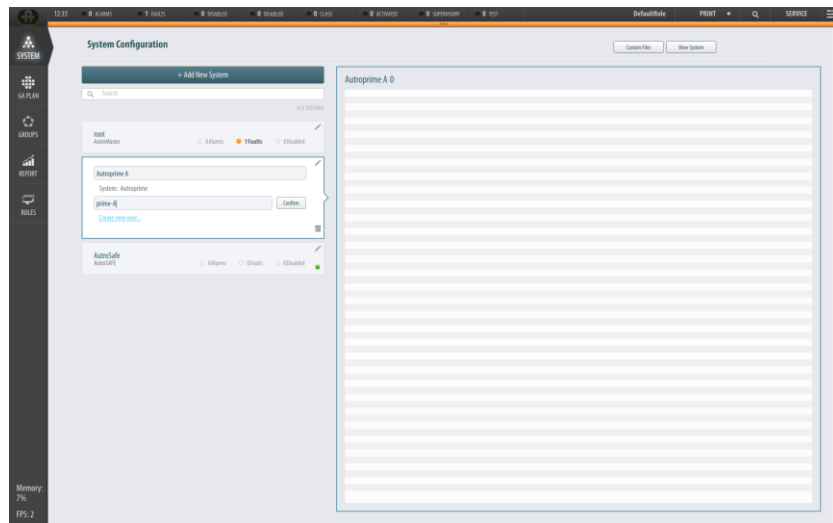 12:33 0 ALARMS 1 FAULTS 0 DISABLED 0 DISABLED 0 CLASS 0 ACTIVATED 0 SUPERVISORY 0 TEST DefaultRole PRINT SERVICE
SYSTEM
GA PLAN
GROUPS
REPORT
ROLES
Memory:
7%
FPS: 2
System Configuration
Custom Files View System
+ Add New System
Search
root
AutroMaster 0 Alarms 1 Faults 0 Disabled
Autroprime A
System: Autroprime
prime-A Confirm
Create new user...
AutroSafe
AutroSAFE 0 Alarms 0 Faults 0 Disabled
Autroprime A 0